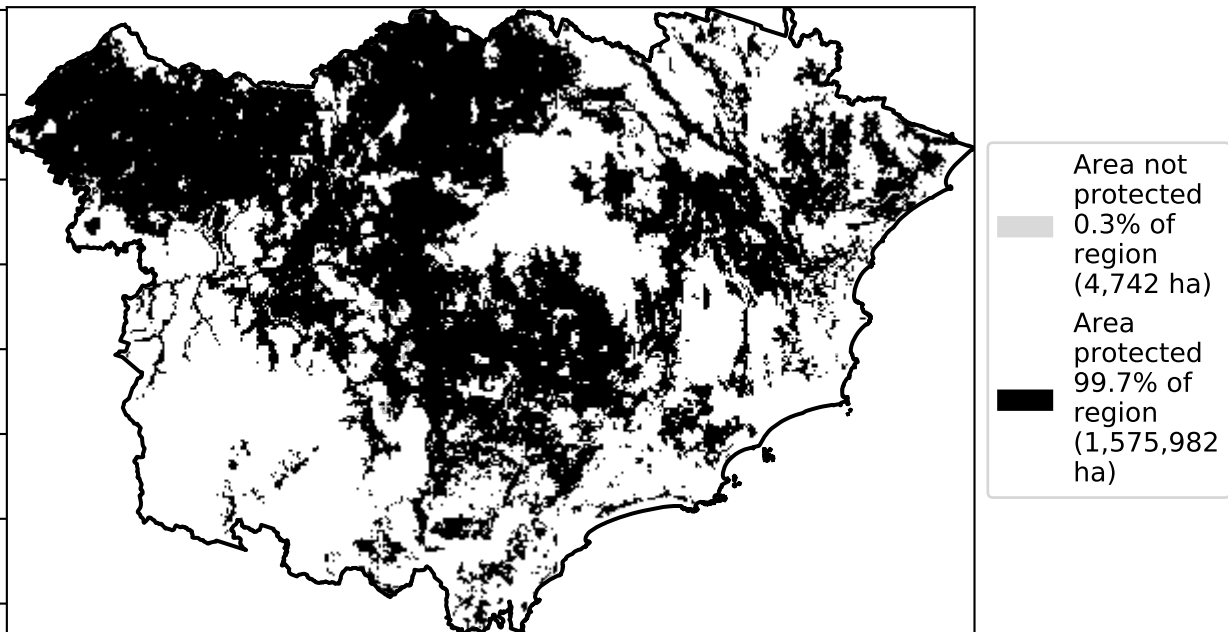 Area not
protected
0.3% of
region
(4,742 ha)
Area
protected
99.7% of
region
(1,575,982
ha)